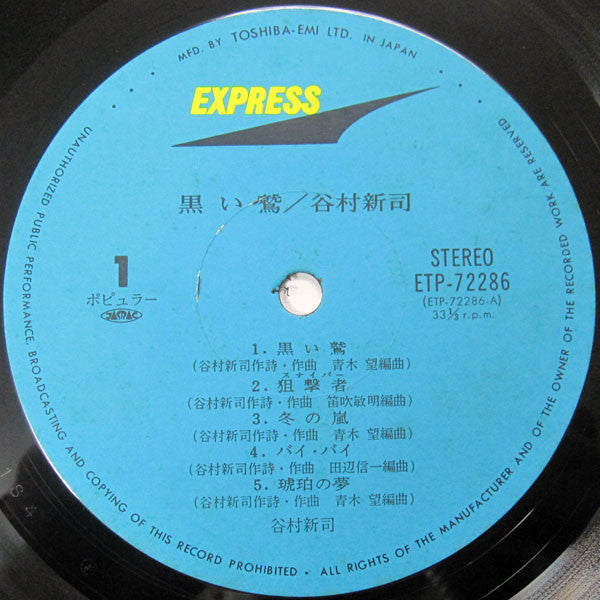 MFD. BY TOSHIBA-EMI LTD. IN JAPAN
EXPRESS
黒い鷲/谷村新司
1
ポピュラー
JASRAC
STEREO
ETP-72286
(ETP-72286-A)
33⅓ r.p.m.
1. 黒い鷲
(谷村新司作詩・作曲 青木 望編曲)
スナイパー
2. 狙撃者
(谷村新司作詩・作曲 笛吹敏明編曲)
3. 冬の嵐
(谷村新司作詩・作曲 青木 望編曲)
4. バイ・バイ
(谷村新司作詩・作曲 田辺信一編曲)
5. 琥珀の夢
(谷村新司作詩・作曲 青木 望編曲)
谷村新司
UNAUTHORIZED PUBLIC PERFORMANCE, BROADCASTING AND COPYING OF THIS RECORD PROHIBITED • ALL RIGHTS OF THE MANUFACTURER AND OF THE OWNER OF THE RECORDED WORK ARE RESERVED